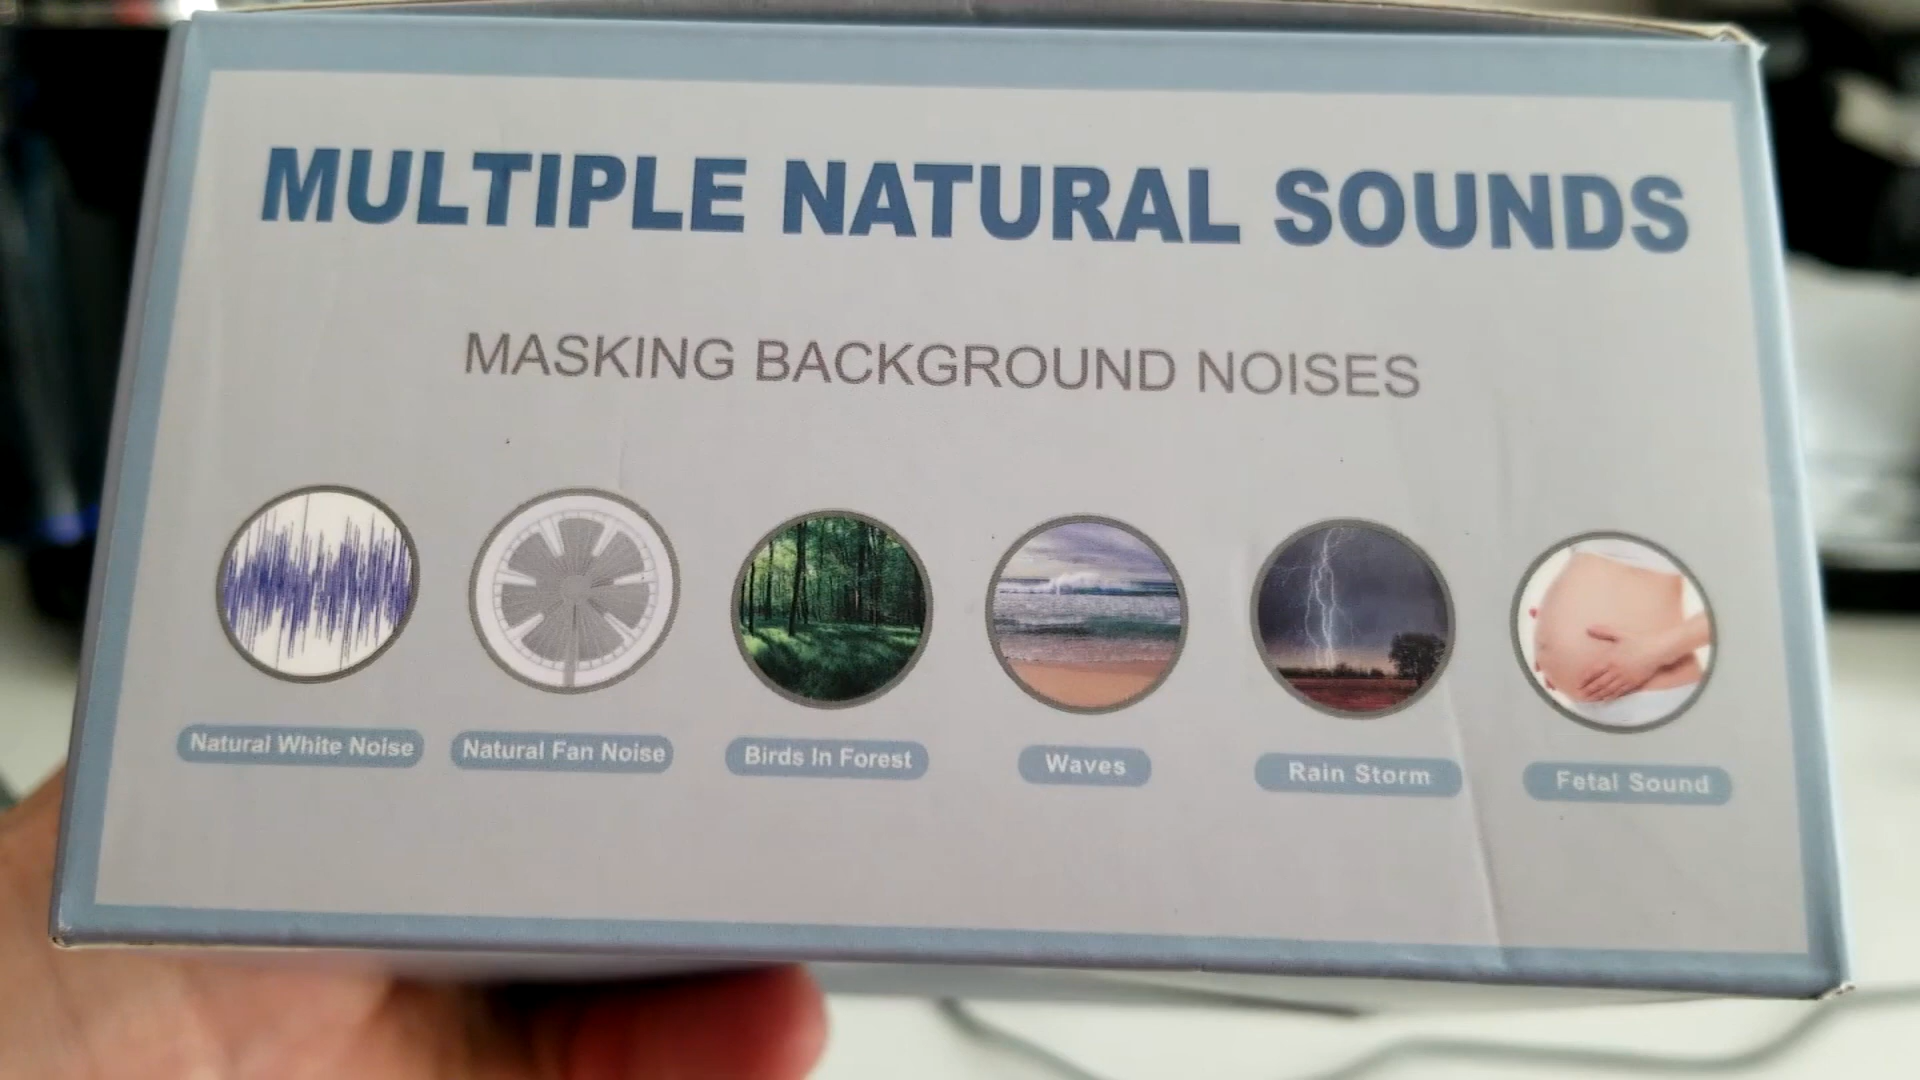 MULTIPLE NATURAL SOUNDS
MASKING BACKGROUND NOISES
Natural White Noise
Natural Fan Noise
Birds In Forest
Waves
Rain Storm
Fetal Sound